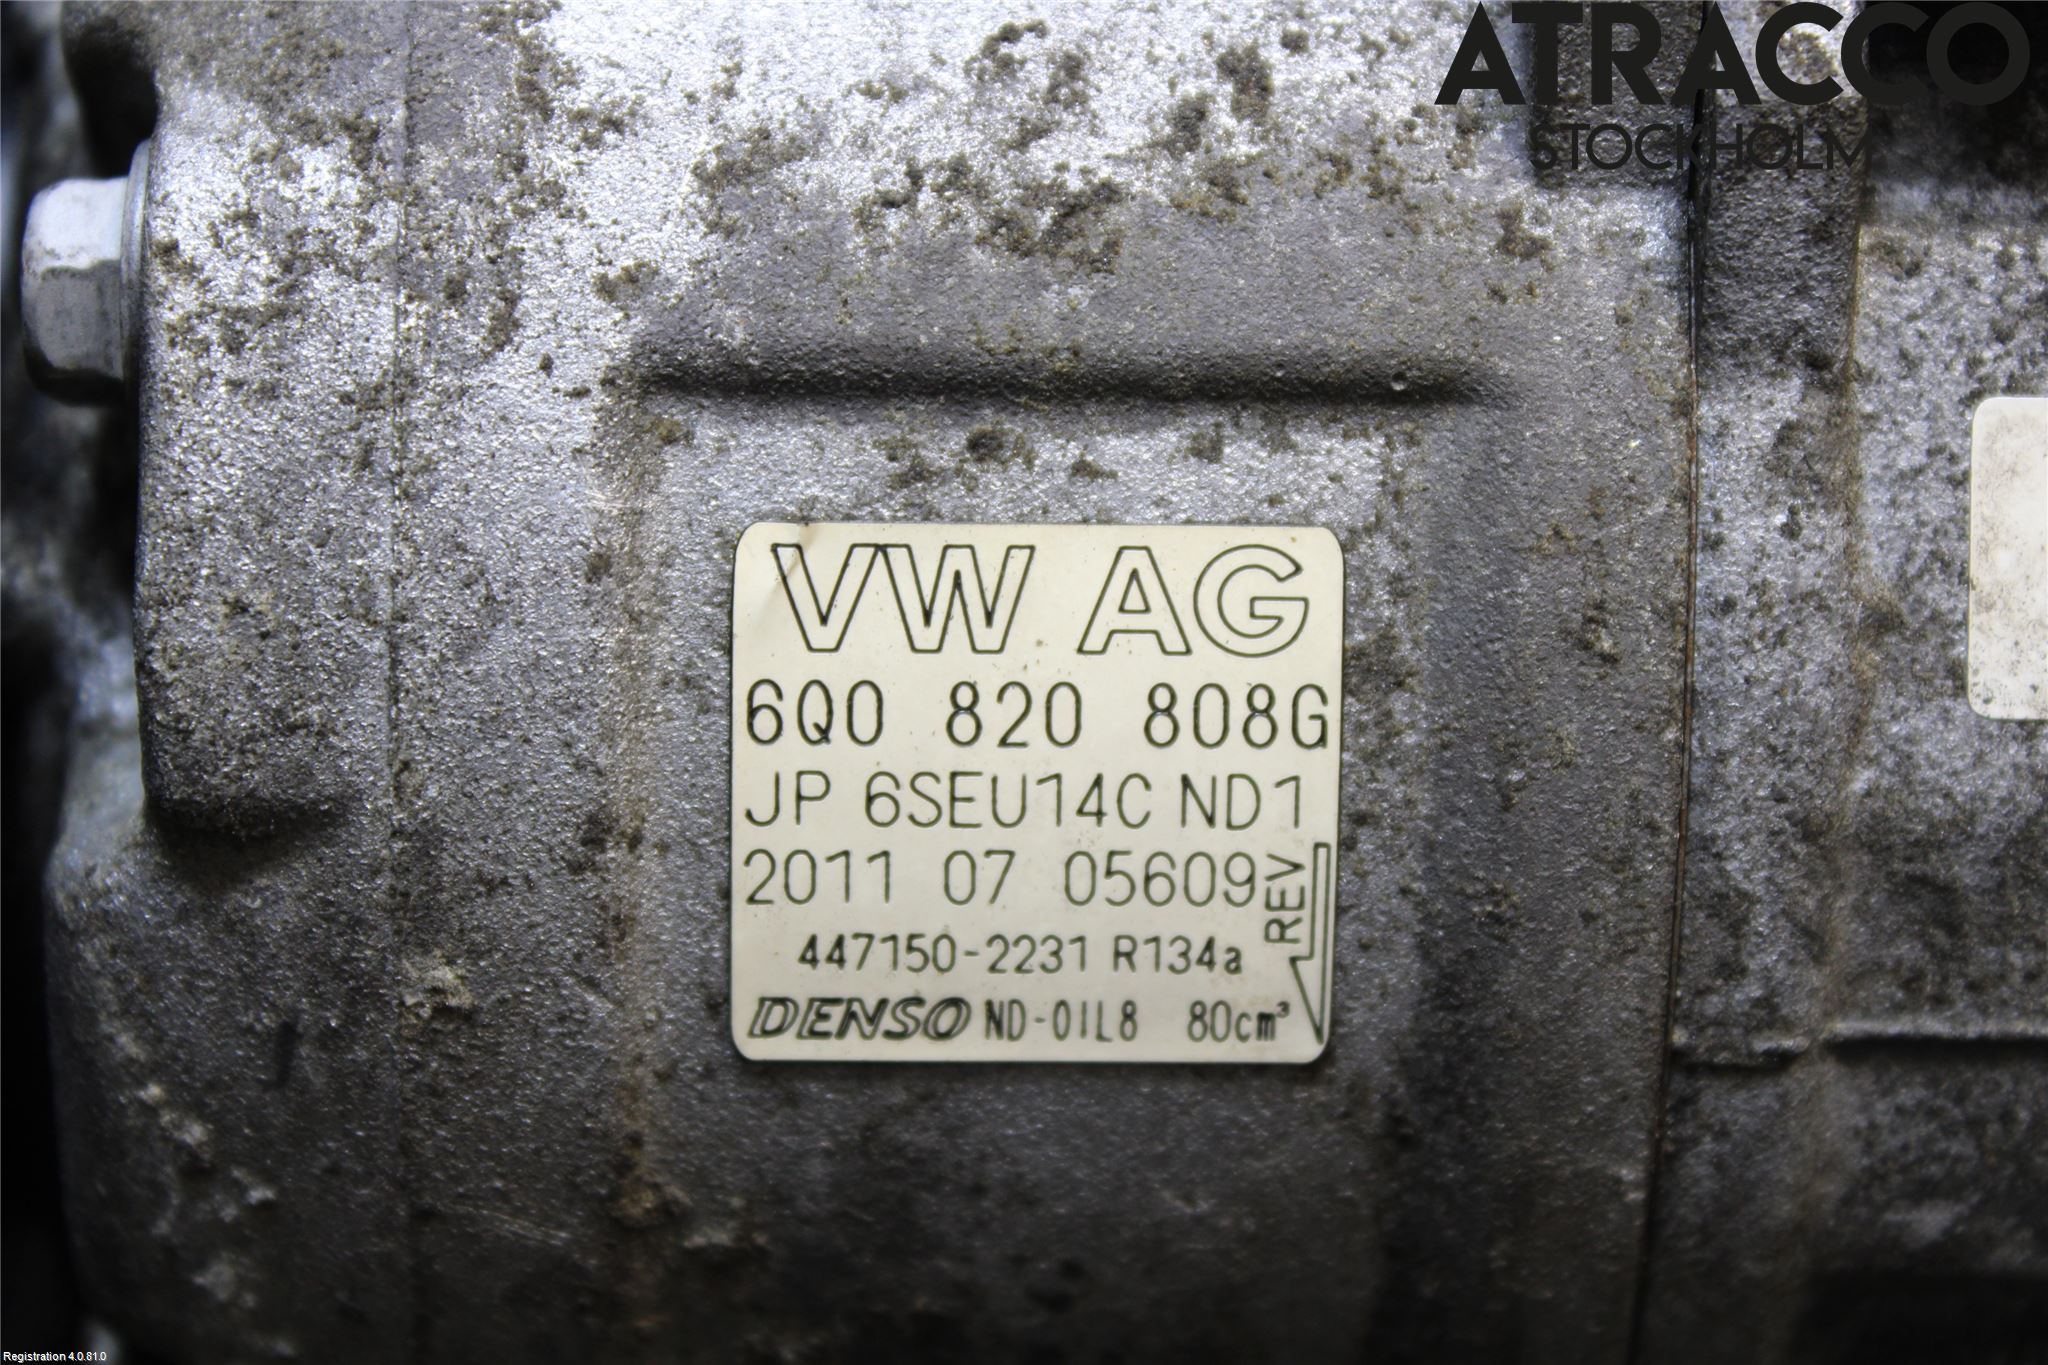 ATRACCO
STOCKHOLM
VW AG
6Q0 820 808G
JP 6SEU14C ND1
2011 07 05609
REV
447150-2231 R134a
DENSO ND-OIL8 80cm³
Registration 4.0.81.0